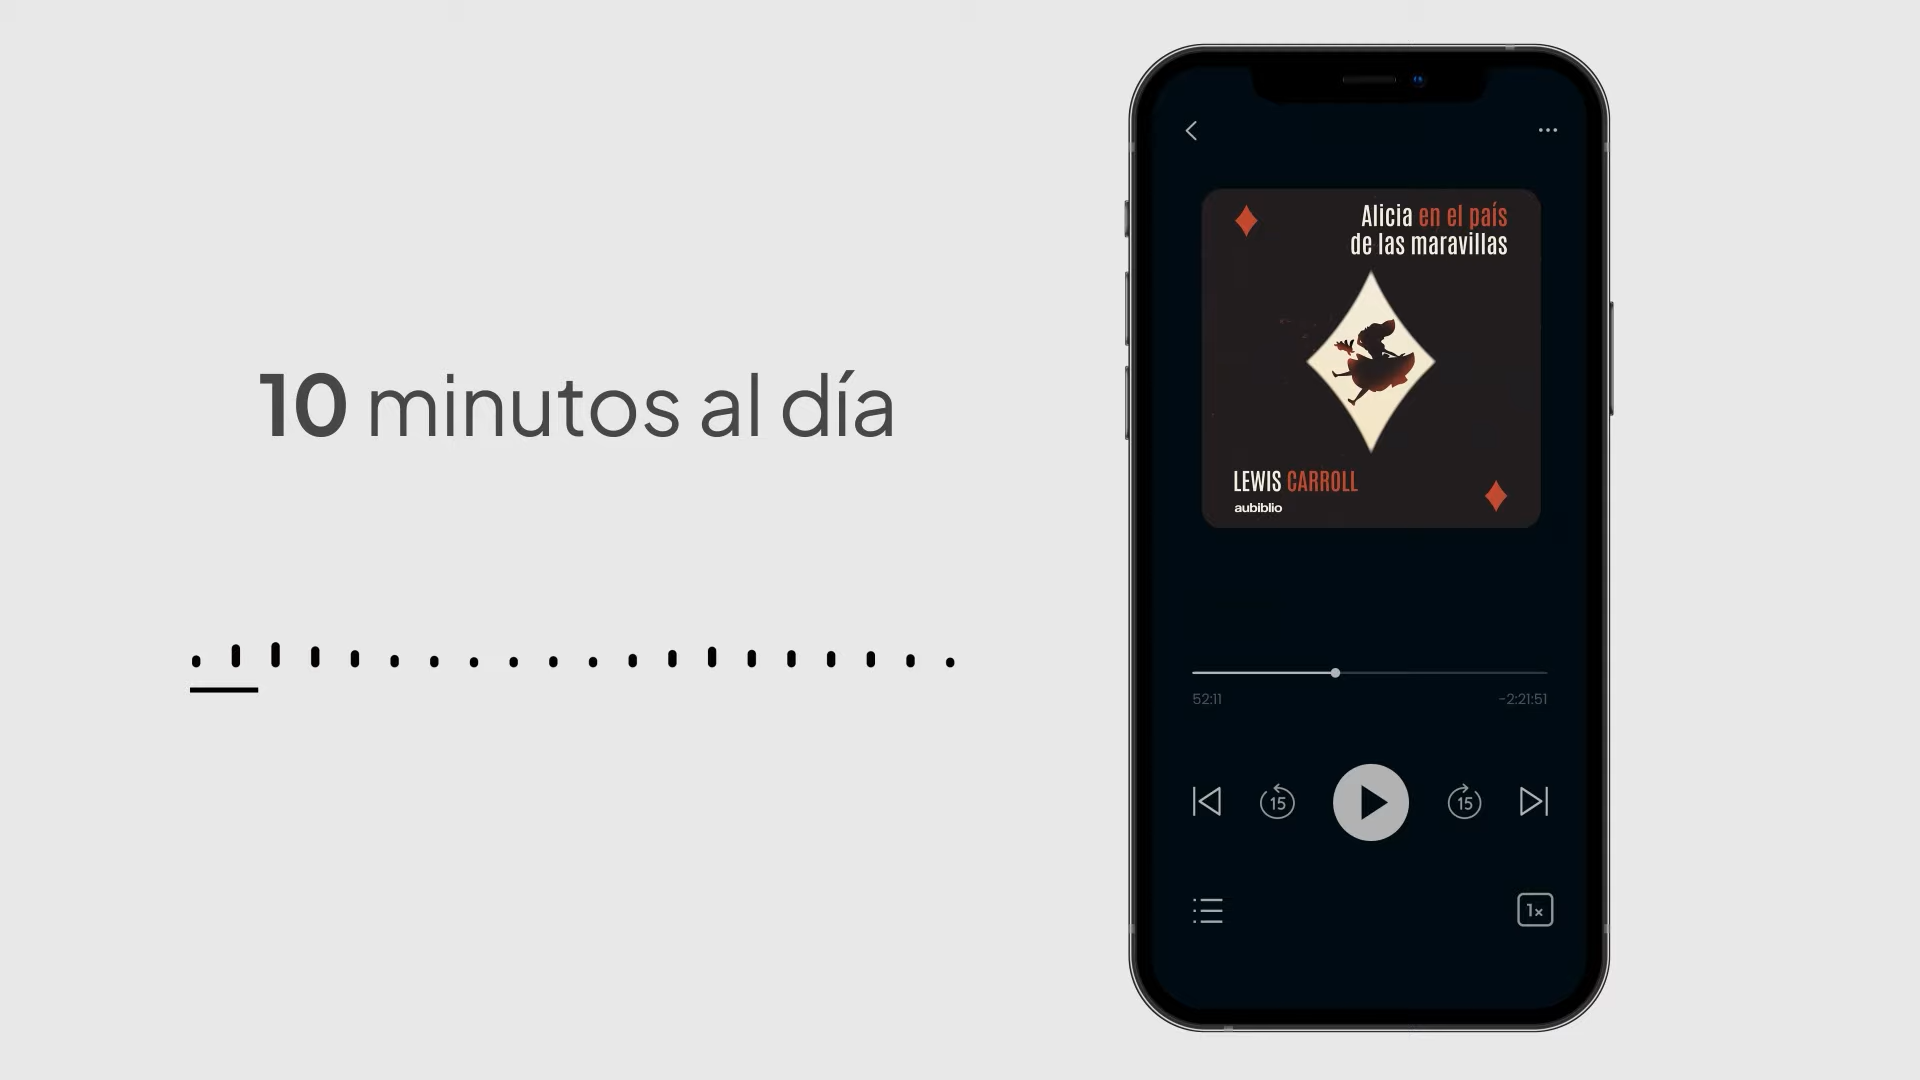 10 minutos al día
Alicia en el país
de las maravillas
LEWIS CARROLL
aubiblio
52:11
-2:21:51
15
15
1x